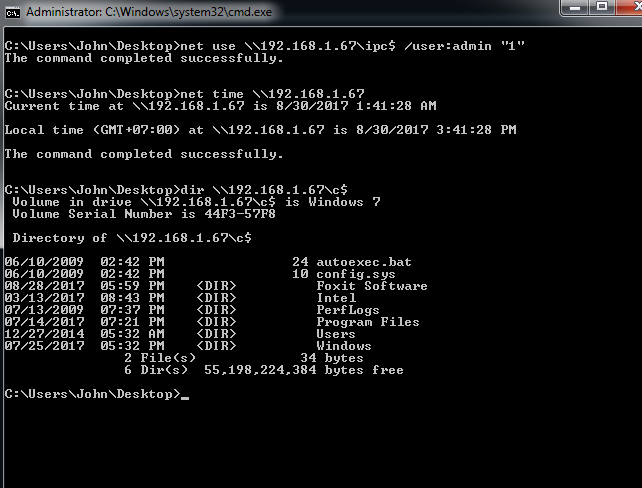 Administrator: C:\Windows\system32\cmd.exe
C:\Users\John\Desktop>net use \\192.168.1.67\ipc$ /user:admin "1"
The command completed successfully.
C:\Users\John\Desktop>net time \\192.168.1.67
Current time at \\192.168.1.67 is 8/30/2017 1:41:28 AM
Local time (GMT+07:00) at \\192.168.1.67 is 8/30/2017 3:41:28 PM
The command completed successfully.
C:\Users\John\Desktop>dir \\192.168.1.67\c$
Volume in drive \\192.168.1.67\c$ is Windows 7
Volume Serial Number is 44F3-57F8
Directory of \\192.168.1.67\c$
06/10/2009  02:42 PM                24 autoexec.bat
06/10/2009  02:42 PM                10 config.sys
08/28/2017  05:59 PM    <DIR>          Foxit Software
03/13/2017  08:43 PM    <DIR>          Intel
07/13/2009  07:37 PM    <DIR>          PerfLogs
07/14/2017  07:21 PM    <DIR>          Program Files
12/27/2014  05:32 AM    <DIR>          Users
07/25/2017  05:32 PM    <DIR>          Windows
2 File(s)             34 bytes
6 Dir(s)  55,198,224,384 bytes free
C:\Users\John\Desktop>_